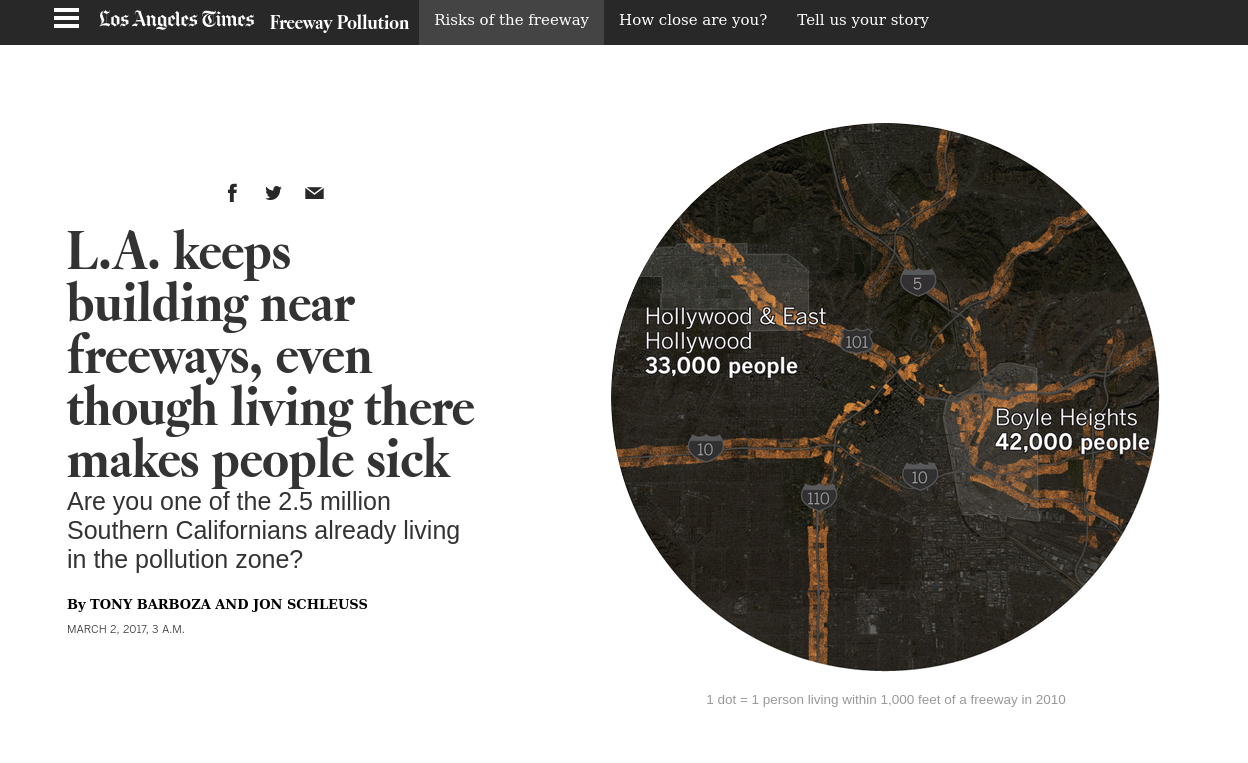 Los Angeles Times
Freeway Pollution
Risks of the freeway
How close are you?
Tell us your story
L.A. keeps
building near
freeways, even
though living there
makes people sick
Are you one of the 2.5 million
Southern Californians already living
in the pollution zone?
By TONY BARBOZA AND JON SCHLEUSS
MARCH 2, 2017, 3 A.M.
5
Hollywood & East
Hollywood
33,000 people
101
Boyle Heights
42,000 people
10
10
110
1 dot = 1 person living within 1,000 feet of a freeway in 2010